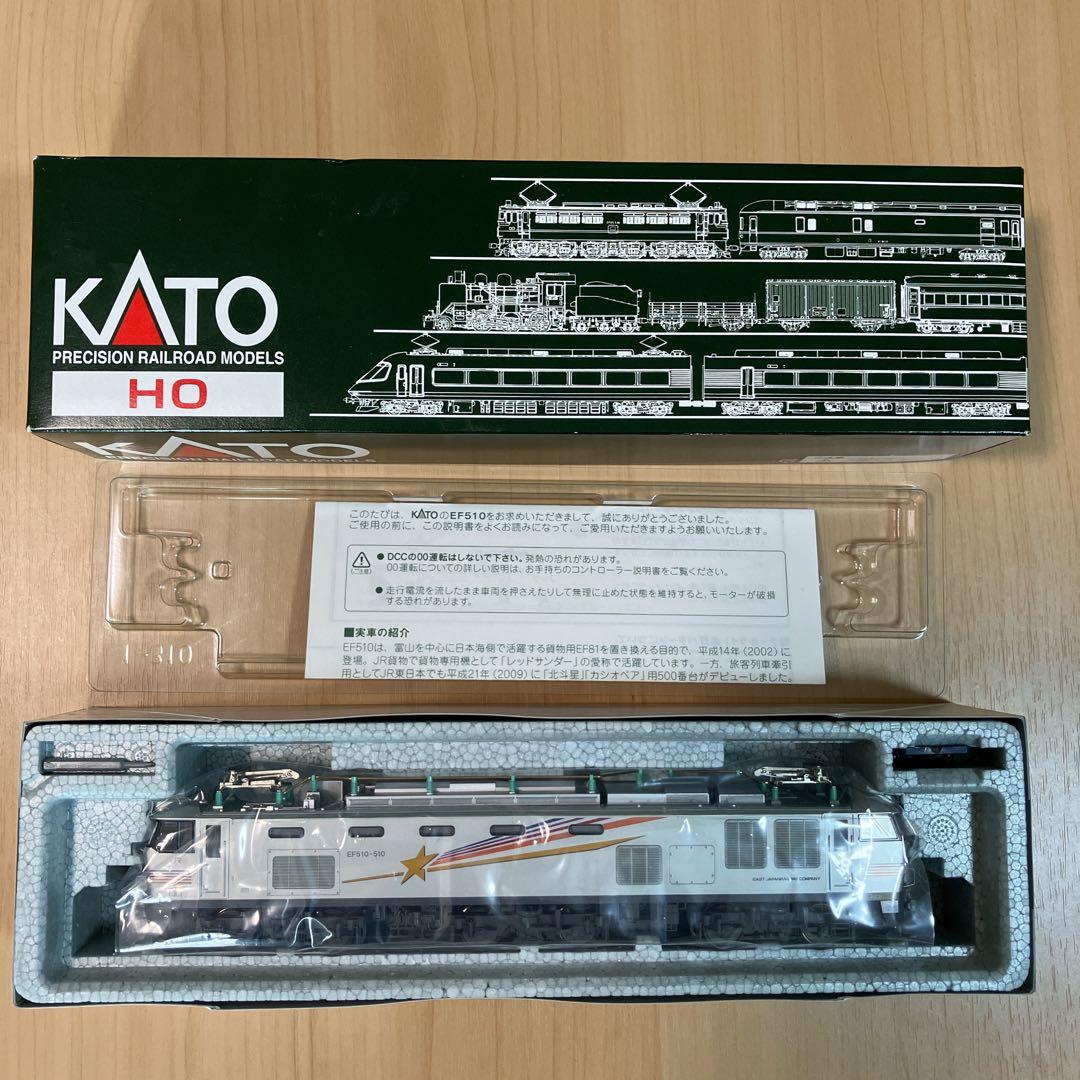 KATO
PRECISION RAILROAD MODELS
HO
KATO
PRECISION RAILROAD MODELS
このたびは、KATOのEF510をお求めいただきまして、誠にありがとうございました。
ご使用の前に、この説明書をよくお読みになって、ご愛用いただきますようお願いいたします。
(ご注意)
● DCCの00運転はしないで下さい。発熱の恐れがあります。
00運転についての詳しい説明は、お手持ちのコントローラー説明書をご覧ください。
● 走行電流を流したまま車両を押さえたりして無理に止めた状態を維持すると、モーターが破損
する恐れがあります。
■実車の紹介
EF510は、富山を中心に日本海側で活躍する貨物用EF81を置き換える目的で、平成14年(2002)に
登場。JR貨物で貨物専用機として「レッドサンダー」の愛称で活躍しています。一方、旅客列車牽引
用としてJR東日本でも平成21年(2009)に「北斗星」「カシオペア」用500番台がデビューしました。
EF510-510
EAST JAPAN RAILWAY COMPANY